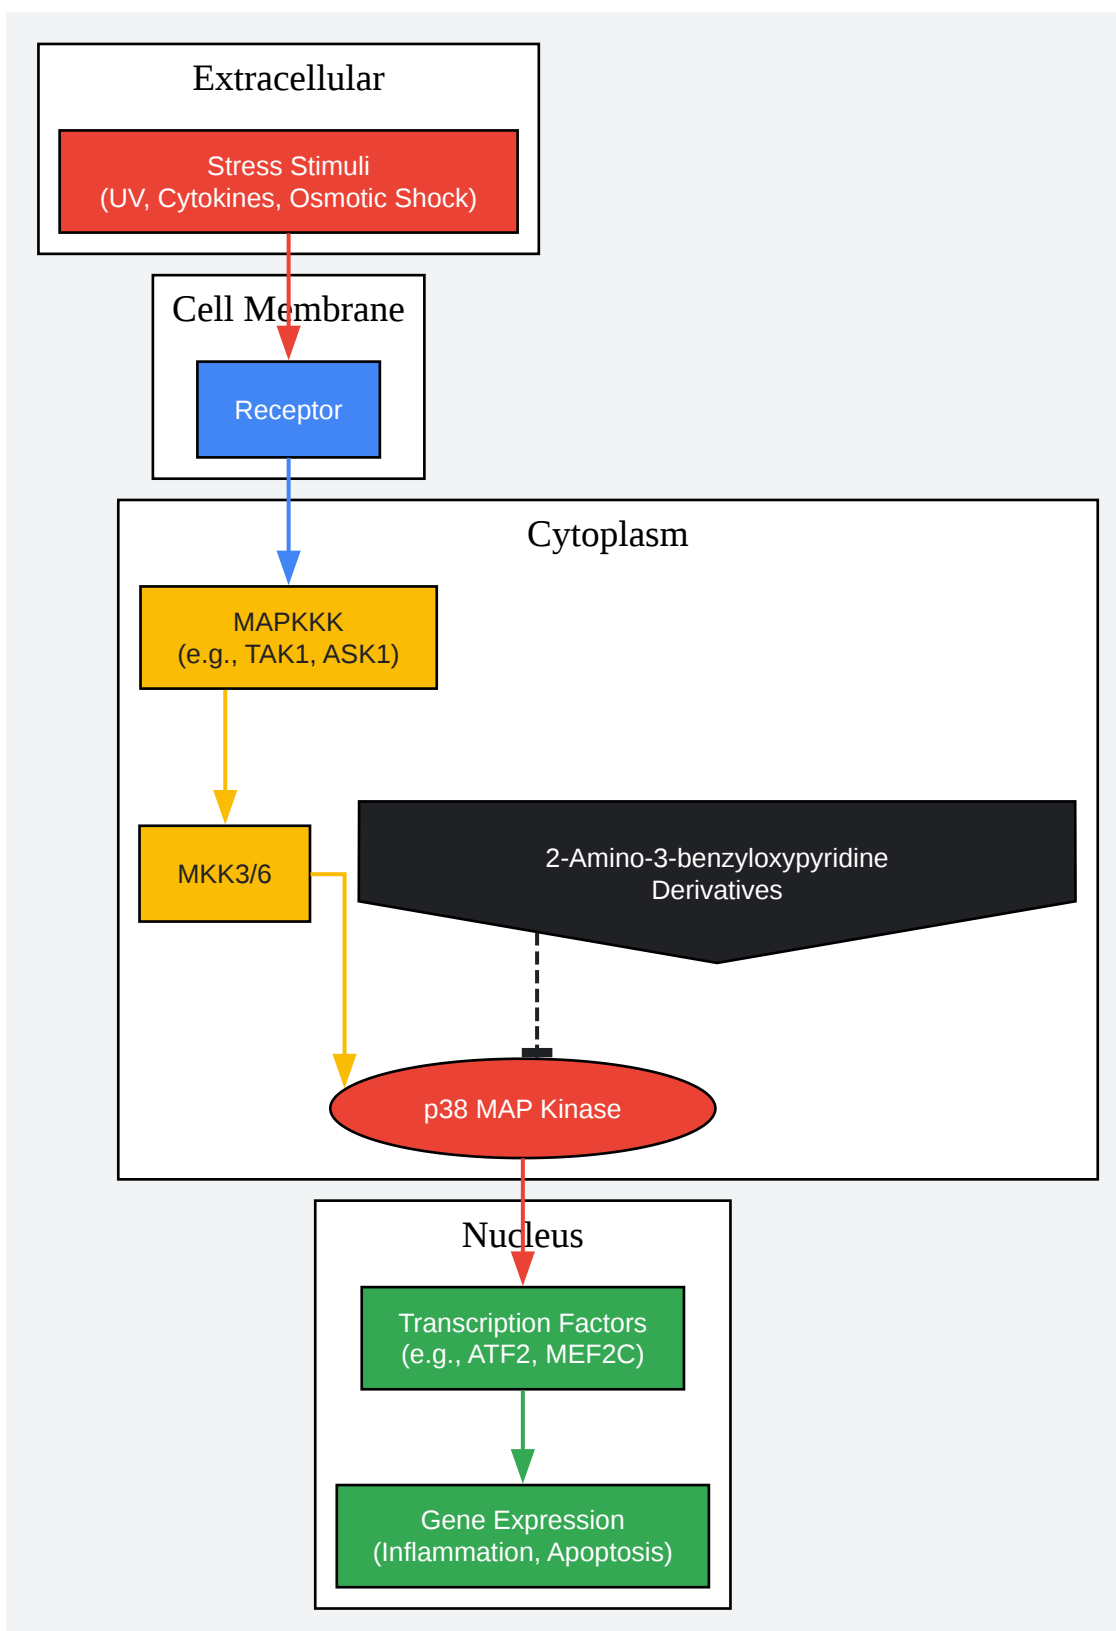 Extracellular
Stress Stimuli
(UV, Cytokines, Osmotic Shock)
Cell Membrane
Receptor
Cytoplasm
MAPKKK
(e.g., TAK1, ASK1)
MKK3/6
2-Amino-3-benzyloxypyridine
Derivatives
p38 MAP Kinase
Nucleus
Transcription Factors
(e.g., ATF2, MEF2C)
Gene Expression
(Inflammation, Apoptosis)